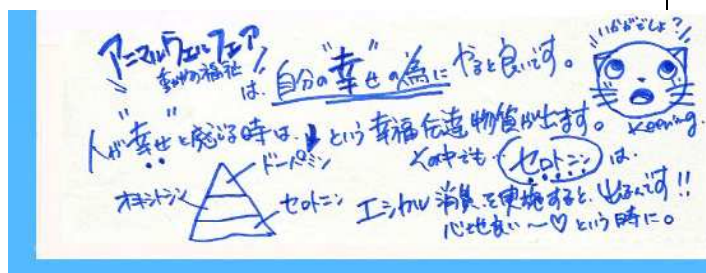 アニマルウェルフェア
動物の福祉
は、自分の"幸せ"の為にやると良いです。
いかがでしょ?
人が"幸せ"と感じる時は、↓という幸福伝達物質が出ます。
Keering.
その中でも…セロトニンは、
ドーパミン
オキシトシン
セロトニン
エシカル消費を実施すると、出るんです!!
心地良い〜♡という時に。